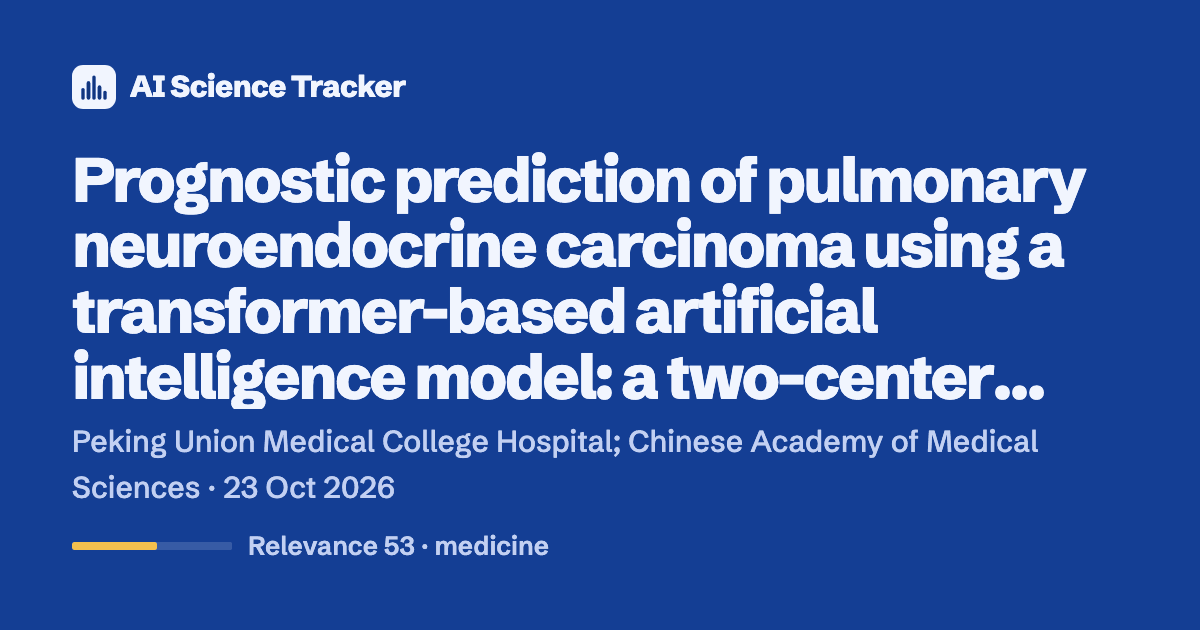 AI Science Tracker
Prognostic prediction of pulmonary
neuroendocrine carcinoma using a
transformer-based artificial
intelligence model: a two-center...
Peking Union Medical College Hospital; Chinese Academy of Medical
Sciences · 23 Oct 2026
Relevance 53 · medicine